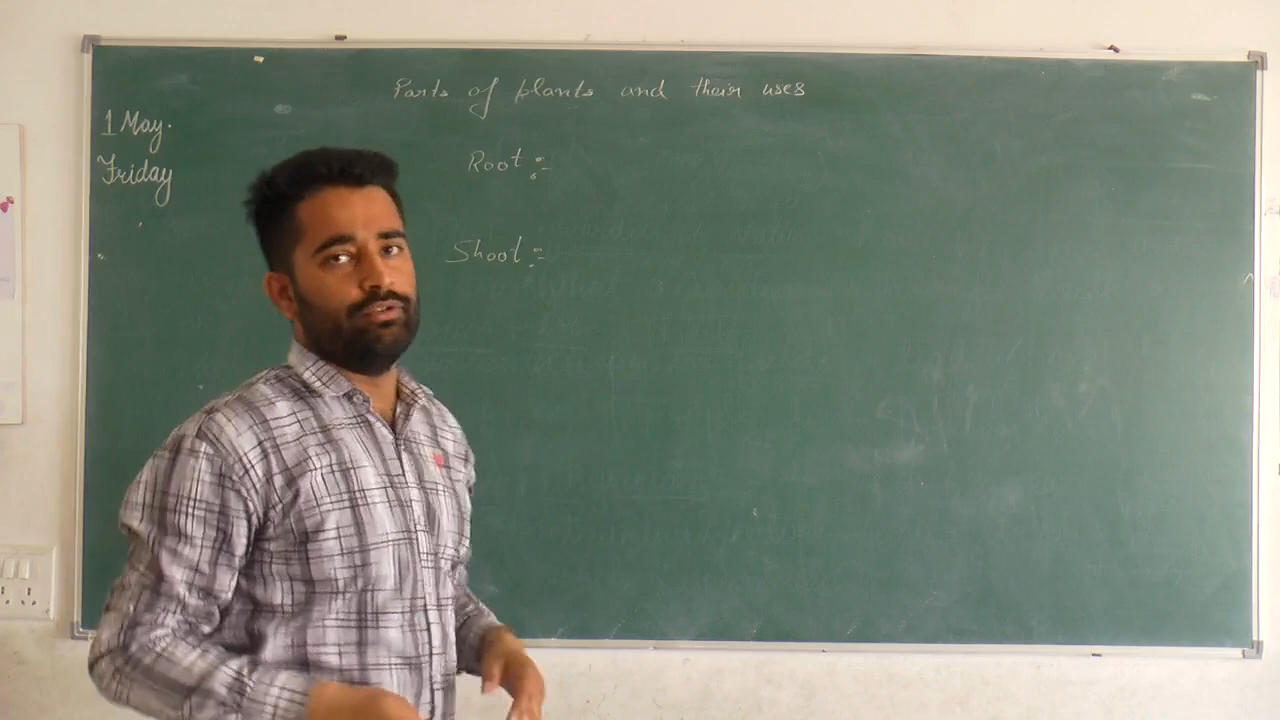 Parts of plants and their uses
1 May.
Friday
Root :-
Shoot :-